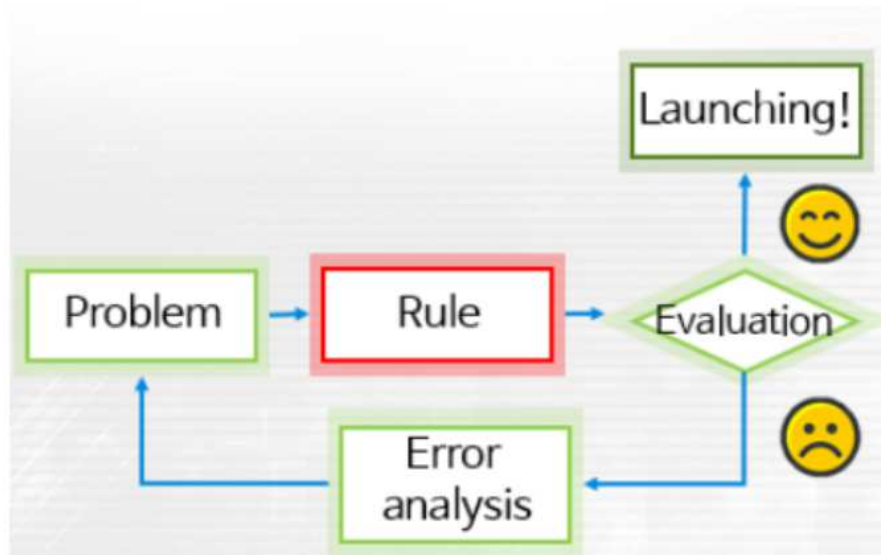 Launching!
Problem
Rule
Evaluation
Error
analysis